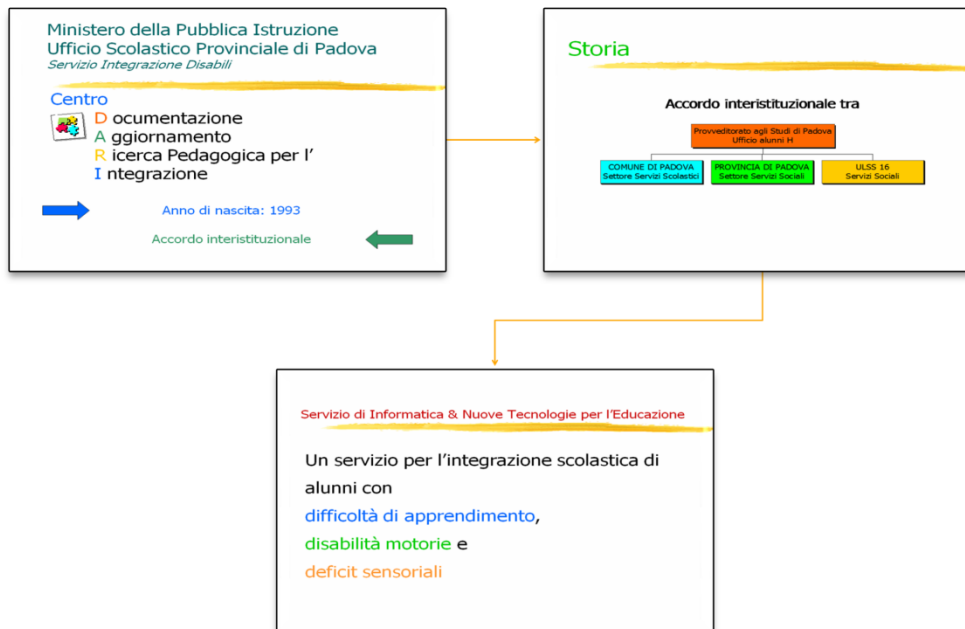 Ministero della Pubblica Istruzione
Ufficio Scolastico Provinciale di Padova
Servizio Integrazione Disabili
Centro
D ocumentazione
A ggiornamento
R icerca Pedagogica per l'
I ntegrazione
Anno di nascita: 1993
Accordo interistituzionale
Storia
Accordo interistituzionale tra
Provveditorato agli Studi di Padova
Ufficio alunni H
COMUNE DI PADOVA
Settore Servizi Scolastici
PROVINCIA DI PADOVA
Settore Servizi Sociali
ULSS 16
Servizi Sociali
Servizio di Informatica & Nuove Tecnologie per l'Educazione
Un servizio per l'integrazione scolastica di
alunni con
difficoltà di apprendimento,
disabilità motorie e
deficit sensoriali